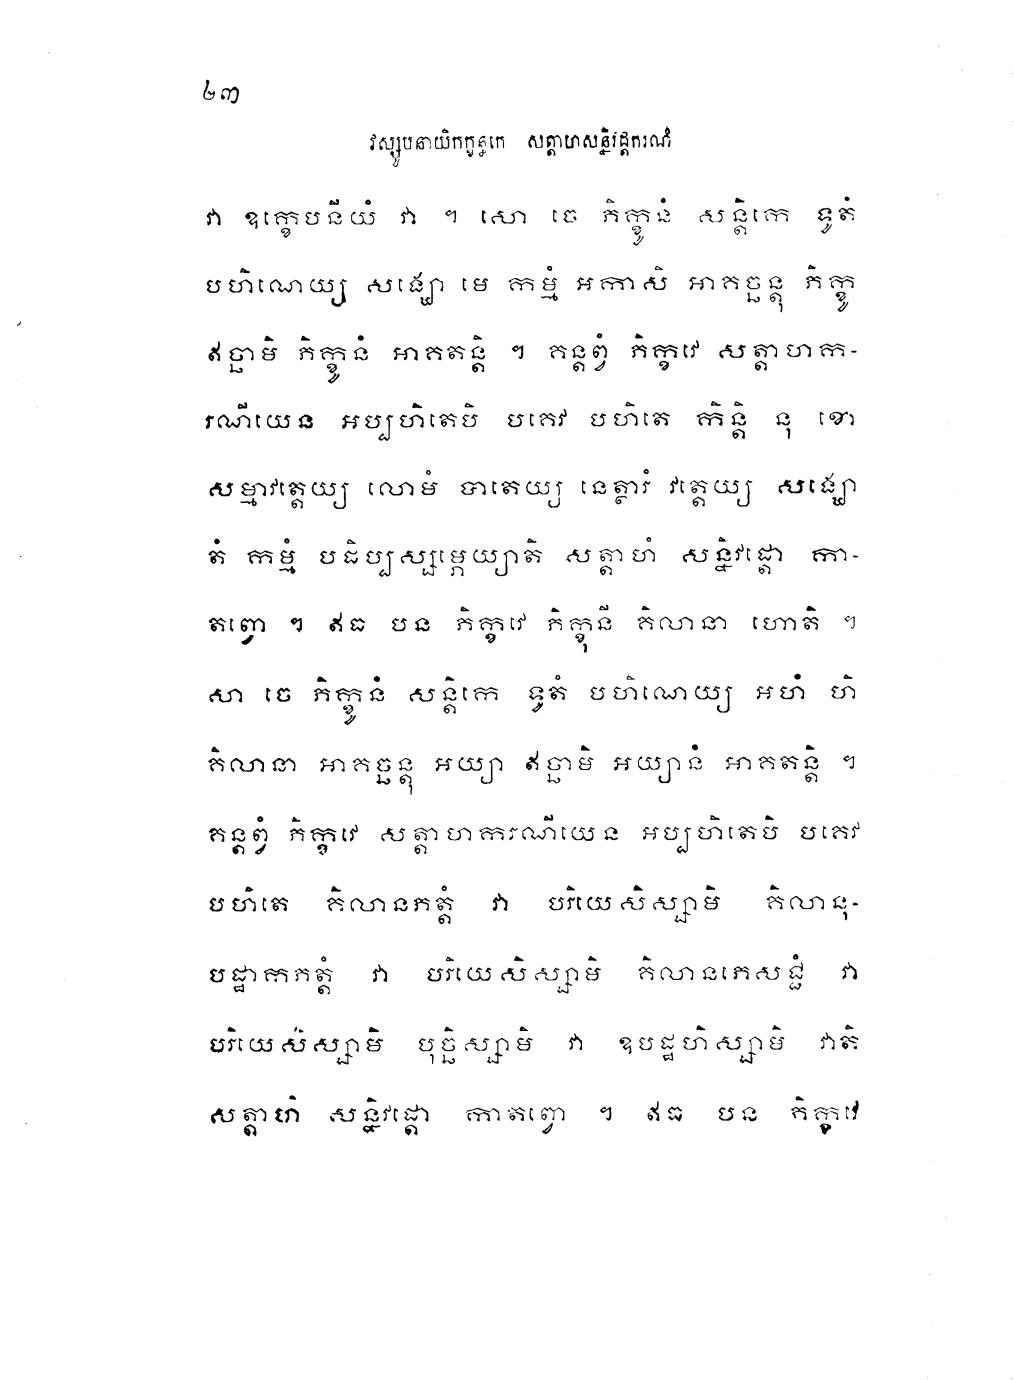 ២៣
វស្សូបនាយិកក្ខន្ធកេ សត្តាហសន្និវដ្ដករណំ
វា ឧក្ខេបនីយំ វា ។ សោ ចេ ភិក្ខូនំ សន្តិកេ ទូតំ
បហិណេយ្យ សង្ឃោ មេ កម្មំ អកាសិ អាគច្ឆន្តុ ភិក្ខូ
ឥច្ឆាមិ ភិក្ខូនំ អាគតន្តិ ។ គន្តព្វំ ភិក្ខវេ សត្តាហក-
រណីយេន អប្បហិតេបិ បគេវ បហិតេ កិន្តិ នុ ខោ
សម្មាវត្តេយ្យ លោមំ បាតេយ្យ នេត្ថារំ វត្តេយ្យ សង្ឃោ
តំ កម្មំ បដិប្បស្សម្ភេយ្យាតិ សត្តាហំ សន្និវដ្ដោ កា-
តព្វោ ។ ឥធ បន ភិក្ខវេ ភិក្ខុនី គិលានា ហោតិ ។
សា ចេ ភិក្ខូនំ សន្តិកេ ទូតំ បហិណេយ្យ អហំ ហិ
គិលានា អាគច្ឆន្តុ អយ្យា ឥច្ឆាមិ អយ្យានំ អាគតន្តិ ។
គន្តព្វំ ភិក្ខវេ សត្តាហករណីយេន អប្បហិតេបិ បគេវ
បហិតេ គិលានភត្តំ វា បរិយេសិស្សាមិ គិលានុ-
បដ្ឋាកភត្តំ វា បរិយេសិស្សាមិ គិលានភេសជ្ជំ វា
បរិយេសិស្សាមិ បុច្ឆិស្សាមិ វា ឧបដ្ឋហិស្សាមិ វាតិ
សត្តាហំ សន្និវដ្ដោ កាតព្វោ ។ ឥធ បន ភិក្ខវេ